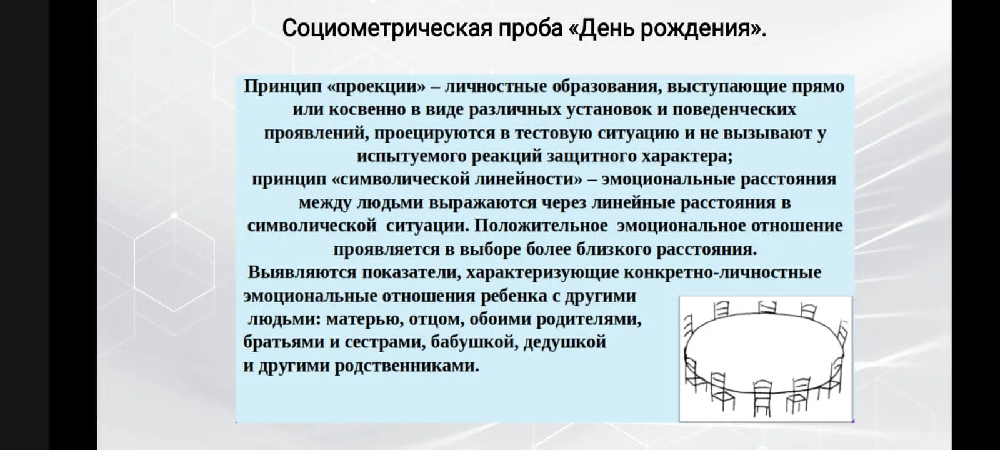 Социометрическая проба «День рождения».
Принцип «проекции» – личностные образования, выступающие прямо
или косвенно в виде различных установок и поведенческих
проявлений, проецируются в тестовую ситуацию и не вызывают у
испытуемого реакций защитного характера;
принцип «символической линейности» – эмоциональные расстояния
между людьми выражаются через линейные расстояния в
символической ситуации. Положительное эмоциональное отношение
проявляется в выборе более близкого расстояния.
Выявляются показатели, характеризующие конкретно-личностные
эмоциональные отношения ребенка с другими
людьми: матерью, отцом, обоими родителями,
братьями и сестрами, бабушкой, дедушкой
и другими родственниками.